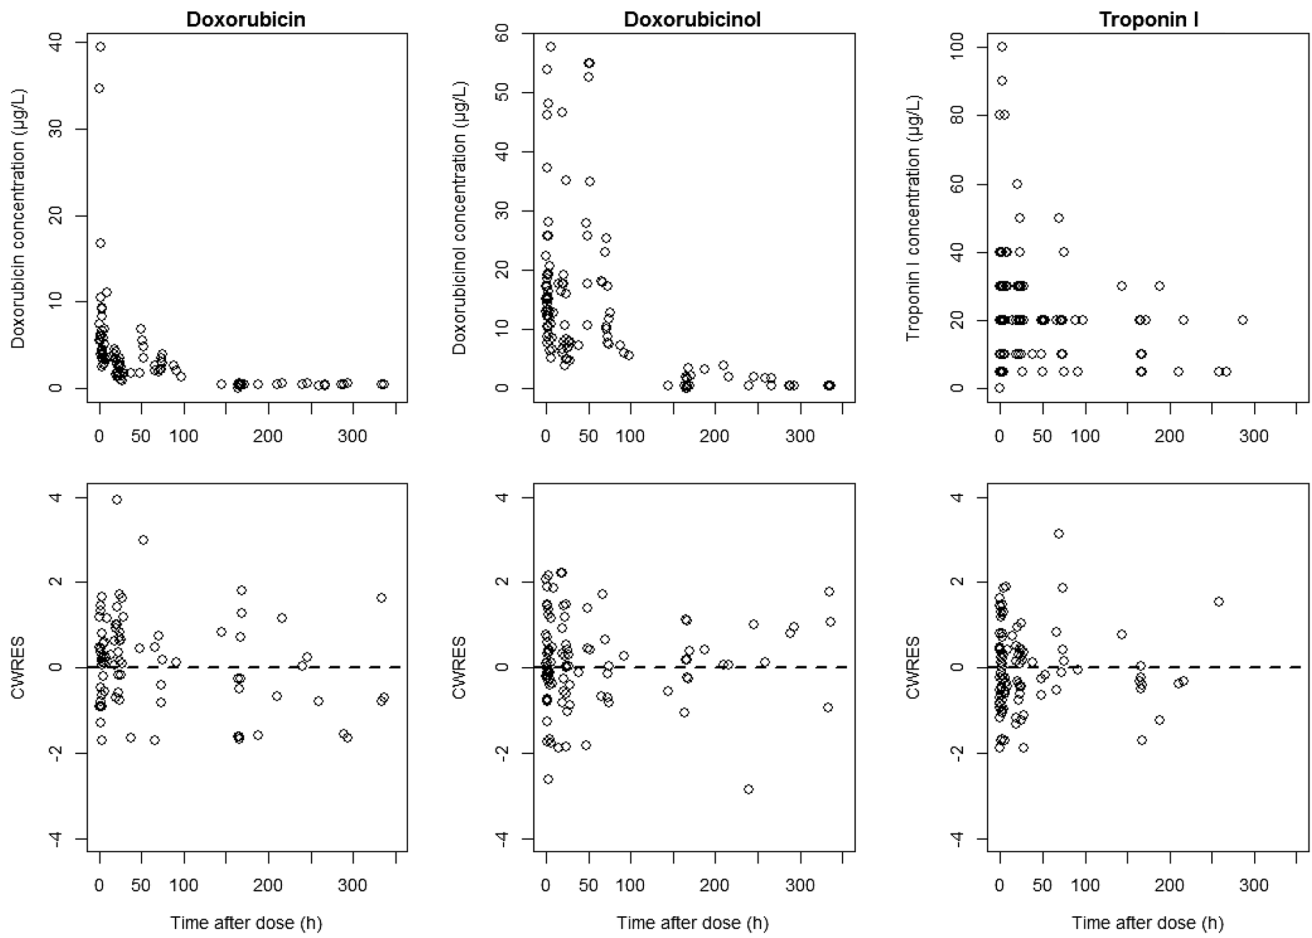 Doxorubicin
Doxorubicinol
Troponin I
Doxorubicin concentration (µg/L)
40
30
20
10
0
0 50 100 200 300
Doxorubicinol concentration (µg/L)
60
50
40
30
20
10
0
0 50 100 200 300
Troponin I concentration (µg/L)
100
80
60
40
20
0
0 50 100 200 300
CWRES
4
2
0
-2
-4
0 50 100 200 300
Time after dose (h)
CWRES
4
2
0
-2
-4
0 50 100 200 300
Time after dose (h)
CWRES
4
2
0
-2
-4
0 50 100 200 300
Time after dose (h)